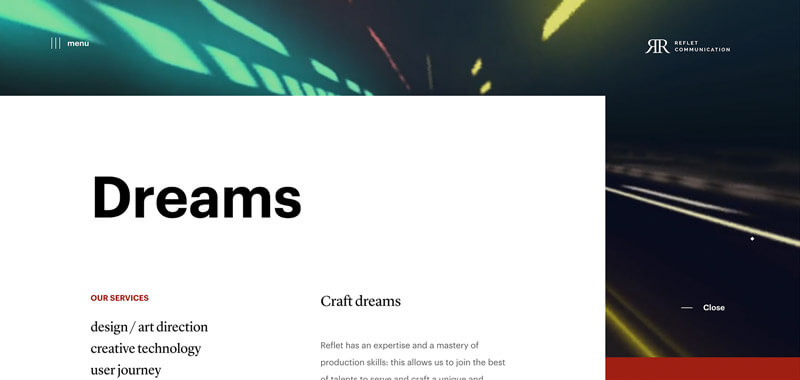 menu
REFLET
COMMUNICATION
Dreams
OUR SERVICES
design / art direction
creative technology
user journey
Craft dreams
Reflet has an expertise and a mastery of
production skills: this allows us to join the best
of talents to serve and craft a unique and
Close